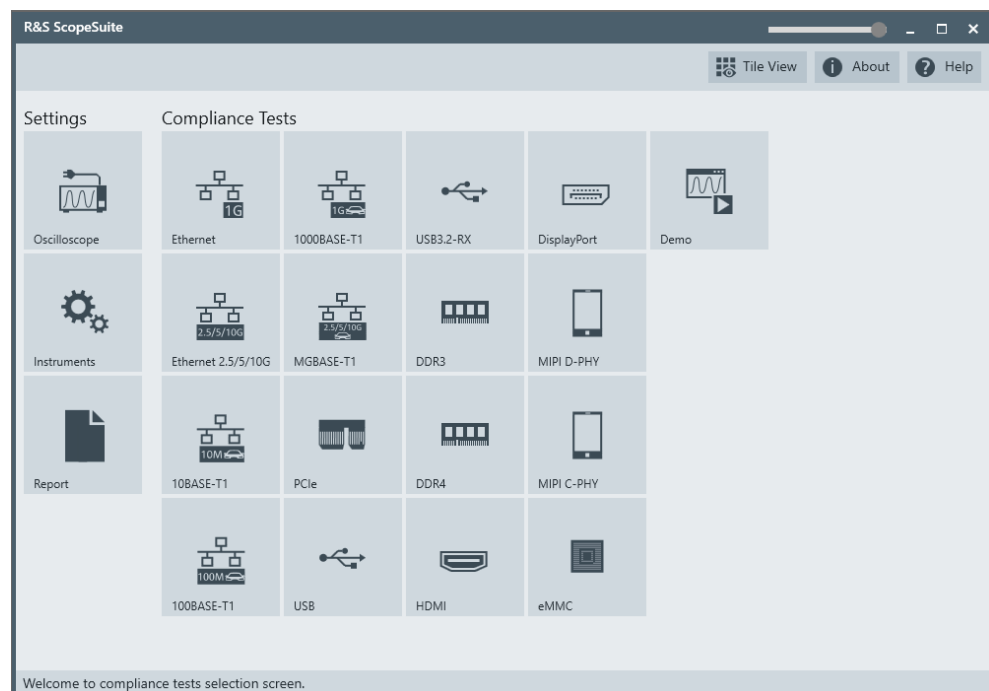 R&S ScopeSuite
Tile View
About
Help
Settings
Compliance Tests
1G
1G
Oscilloscope
Ethernet
1000BASE-T1
USB3.2-RX
DisplayPort
Demo
2.5/5/10G
2.5/5/10G
Instruments
Ethernet 2.5/5/10G
MGBASE-T1
DDR3
MIPI D-PHY
10M
Report
10BASE-T1
PCIe
DDR4
MIPI C-PHY
100M
100BASE-T1
USB
HDMI
eMMC
Welcome to compliance tests selection screen.